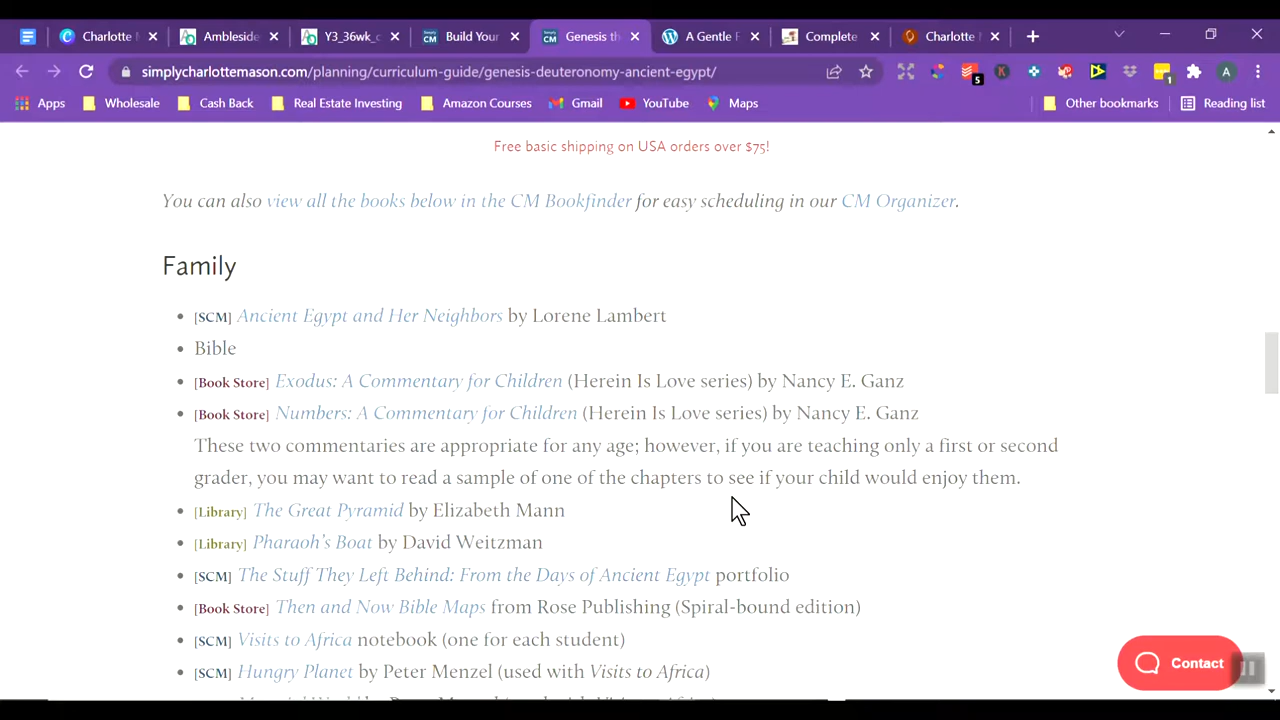 Charlotte M
Ambleside
Y3_36wk_c
Build Your
Genesis th
A Gentle F
Complete
Charlotte M
simplycharlottemason.com/planning/curriculum-guide/genesis-deuteronomy-ancient-egypt/
5
K
1
A
Apps
Wholesale
Cash Back
Real Estate Investing
Amazon Courses
Gmail
YouTube
Maps
Other bookmarks
Reading list
Free basic shipping on USA orders over $75!
You can also view all the books below in the CM Bookfinder for easy scheduling in our CM Organizer.
Family
[SCM] Ancient Egypt and Her Neighbors by Lorene Lambert
Bible
[Book Store] Exodus: A Commentary for Children (Herein Is Love series) by Nancy E. Ganz
[Book Store] Numbers: A Commentary for Children (Herein Is Love series) by Nancy E. Ganz
These two commentaries are appropriate for any age; however, if you are teaching only a first or second
grader, you may want to read a sample of one of the chapters to see if your child would enjoy them.
[Library] The Great Pyramid by Elizabeth Mann
[Library] Pharaoh's Boat by David Weitzman
[SCM] The Stuff They Left Behind: From the Days of Ancient Egypt portfolio
[Book Store] Then and Now Bible Maps from Rose Publishing (Spiral-bound edition)
[SCM] Visits to Africa notebook (one for each student)
[SCM] Hungry Planet by Peter Menzel (used with Visits to Africa)
Contact